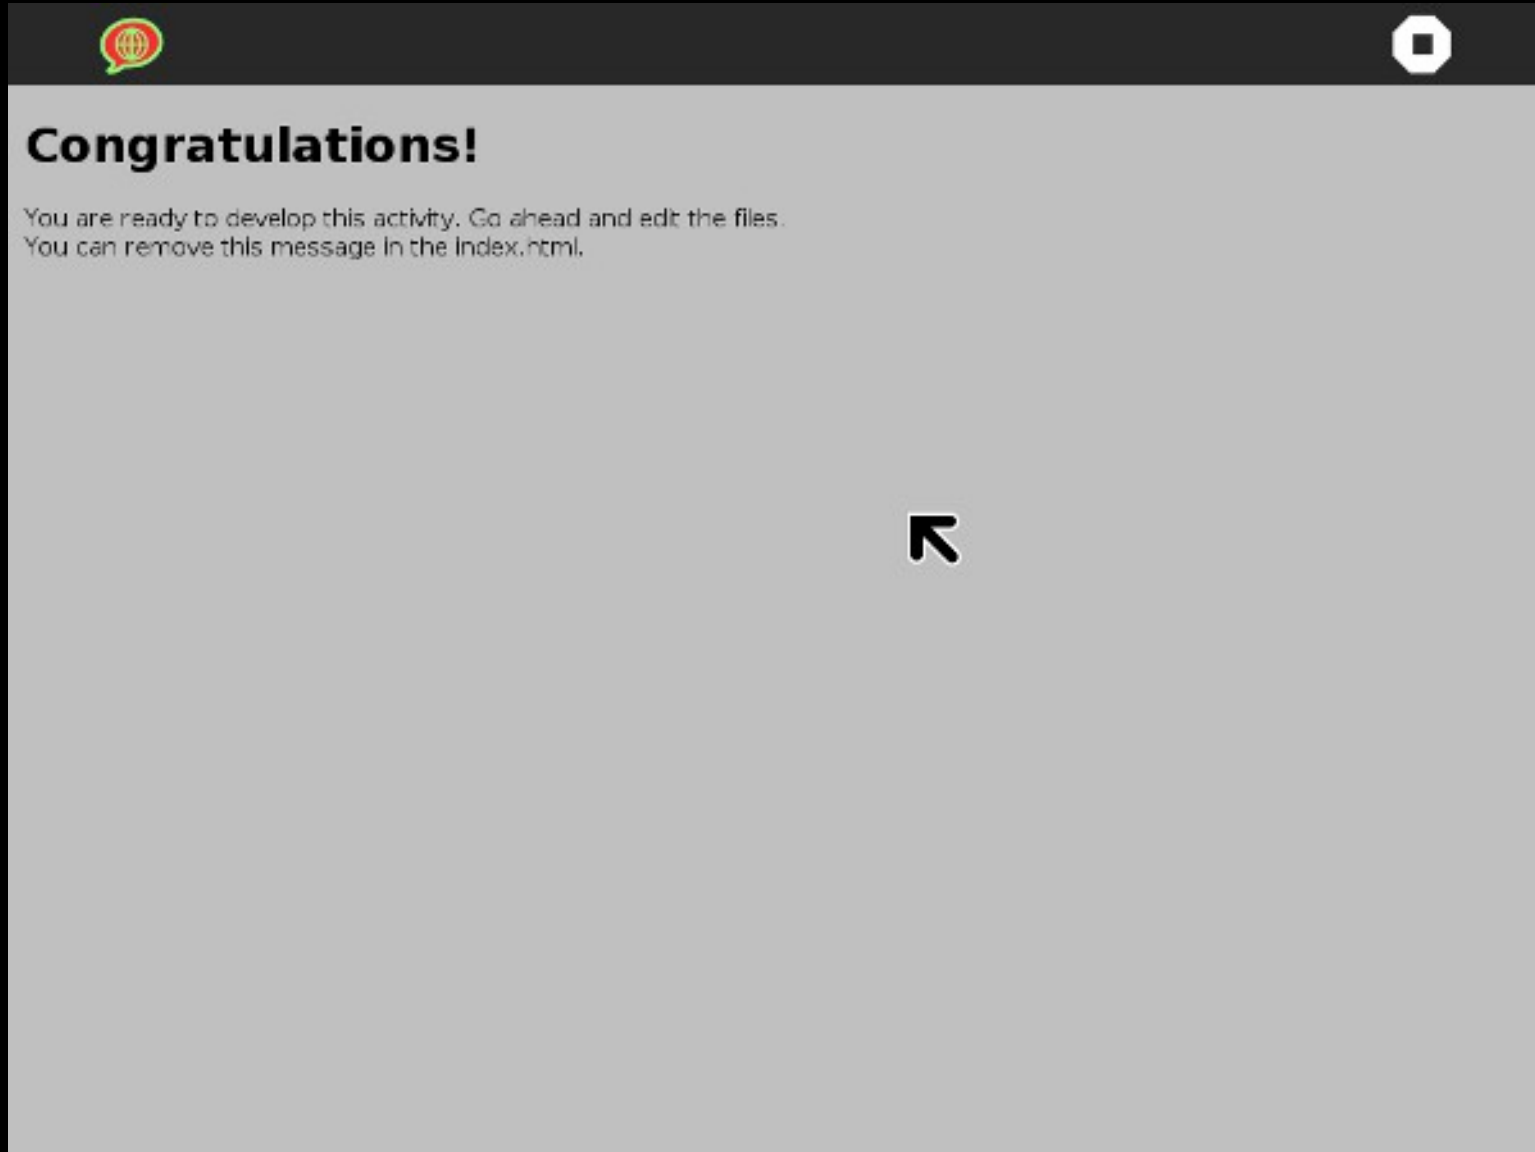 Congratulations!
You are ready to develop this activity. Go ahead and edit the files.
You can remove this message in the index.html.